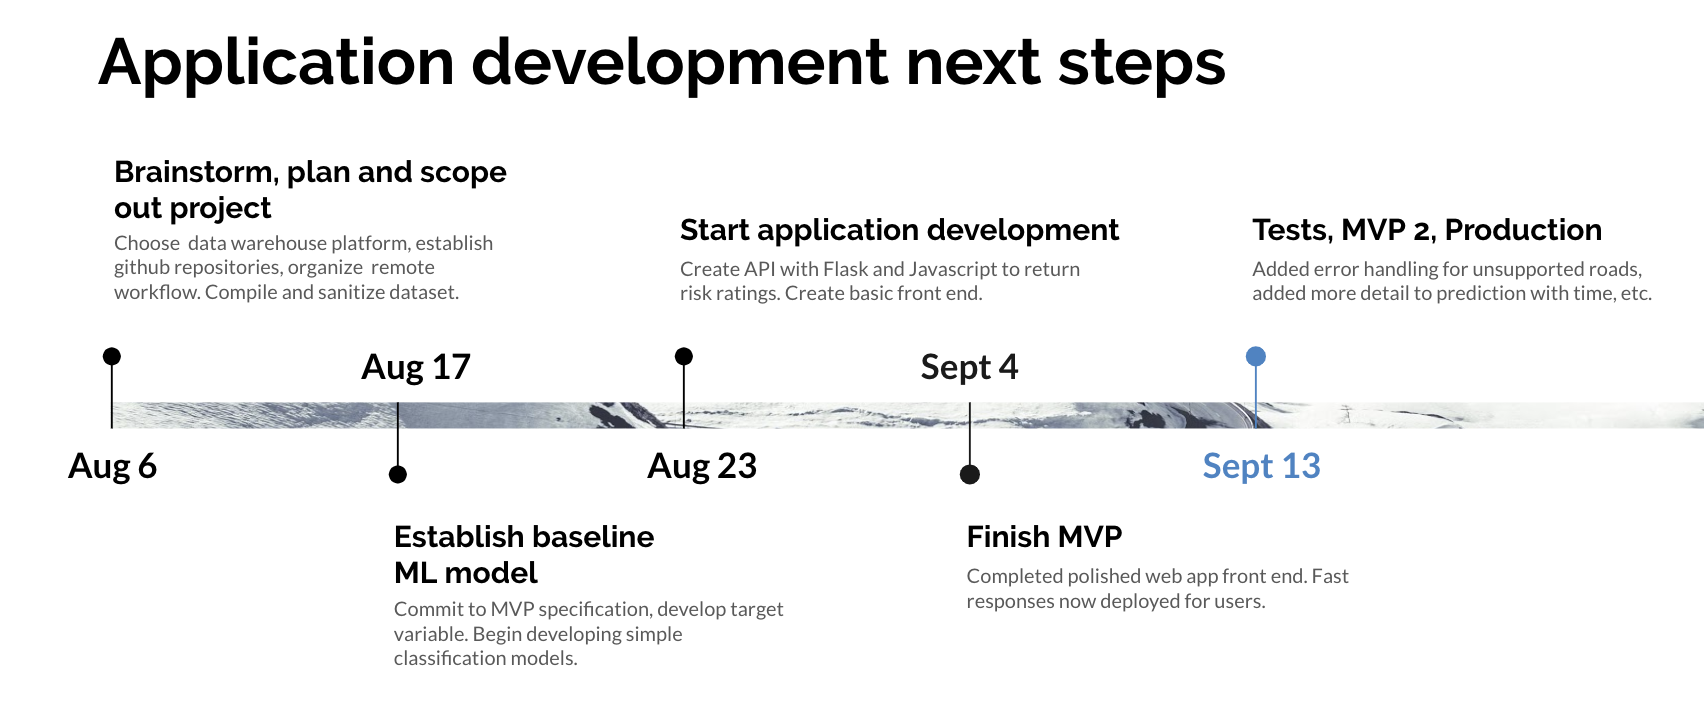 Application development next steps
Brainstorm, plan and scope
out project
Choose  data warehouse platform, establish
github repositories, organize  remote
workflow. Compile and sanitize dataset.
Start application development
Create API with Flask and Javascript to return
risk ratings. Create basic front end.
Tests, MVP 2, Production
Added error handling for unsupported roads,
added more detail to prediction with time, etc.
Aug 17
Sept 4
Aug 6
Aug 23
Sept 13
Establish baseline
ML model
Commit to MVP specification, develop target
variable. Begin developing simple
classification models.
Finish MVP
Completed polished web app front end. Fast
responses now deployed for users.